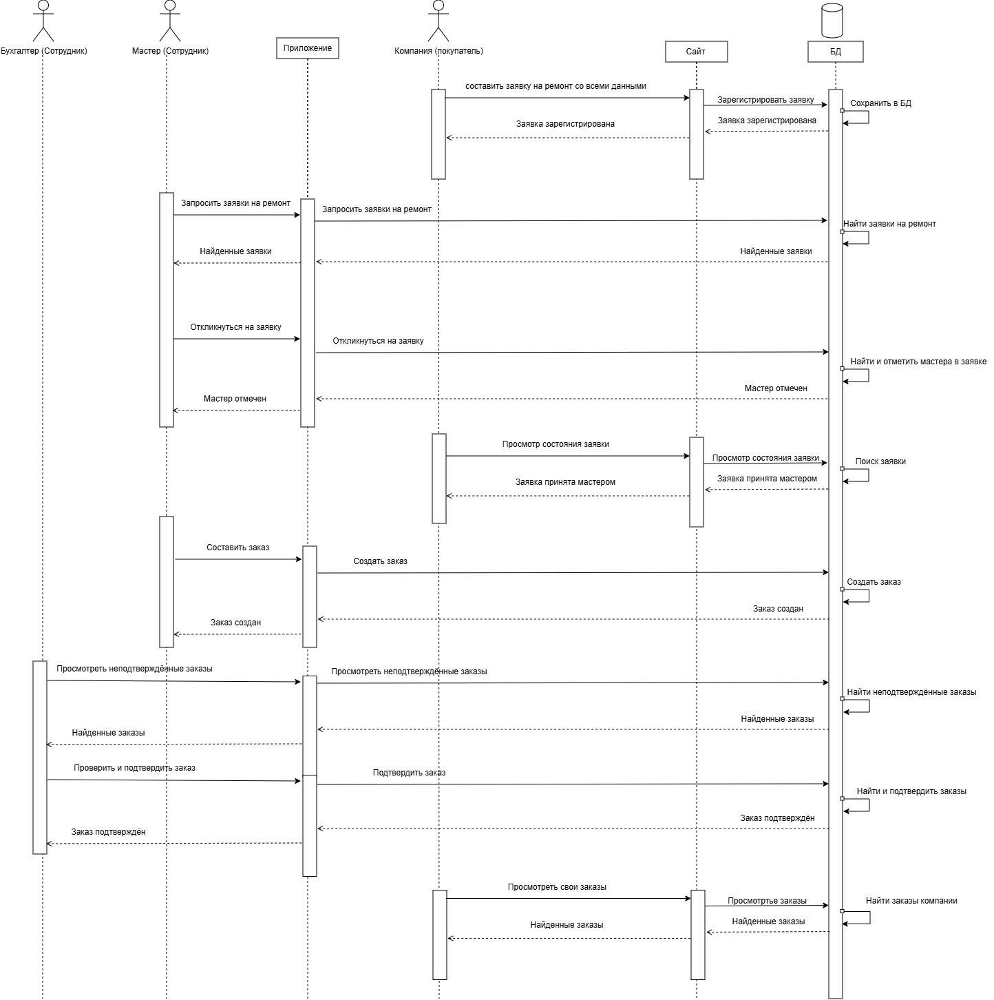 Бухгалтер (Сотрудник)
Мастер (Сотрудник)
Приложение
Компания (покупатель)
Сайт
БД
составить заявку на ремонт со всеми данными
Зарегистрировать заявку
Сохранить в БД
Заявка зарегистрирована
Заявка зарегистрирована
Запросить заявки на ремонт
Запросить заявки на ремонт
Найти заявки на ремонт
Найденные заявки
Найденные заявки
Откликнуться на заявку
Откликнуться на заявку
Найти и отметить мастера в заявке
Мастер отмечен
Мастер отмечен
Просмотр состояния заявки
Просмотр состояния заявки
Поиск заявки
Заявка принята мастером
Заявка принята мастером
Составить заказ
Создать заказ
Создать заказ
Заказ создан
Заказ создан
Просмотреть неподтверждённые заказы
Просмотреть неподтверждённые заказы
Найти неподтверждённые заказы
Найденные заказы
Найденные заказы
Проверить и подтвердить заказ
Подтвердить заказ
Найти и подтвердить заказы
Заказ подтверждён
Заказ подтверждён
Просмотреть свои заказы
Просмотртье заказы
Найти заказы компании
Найденные заказы
Найденные заказы